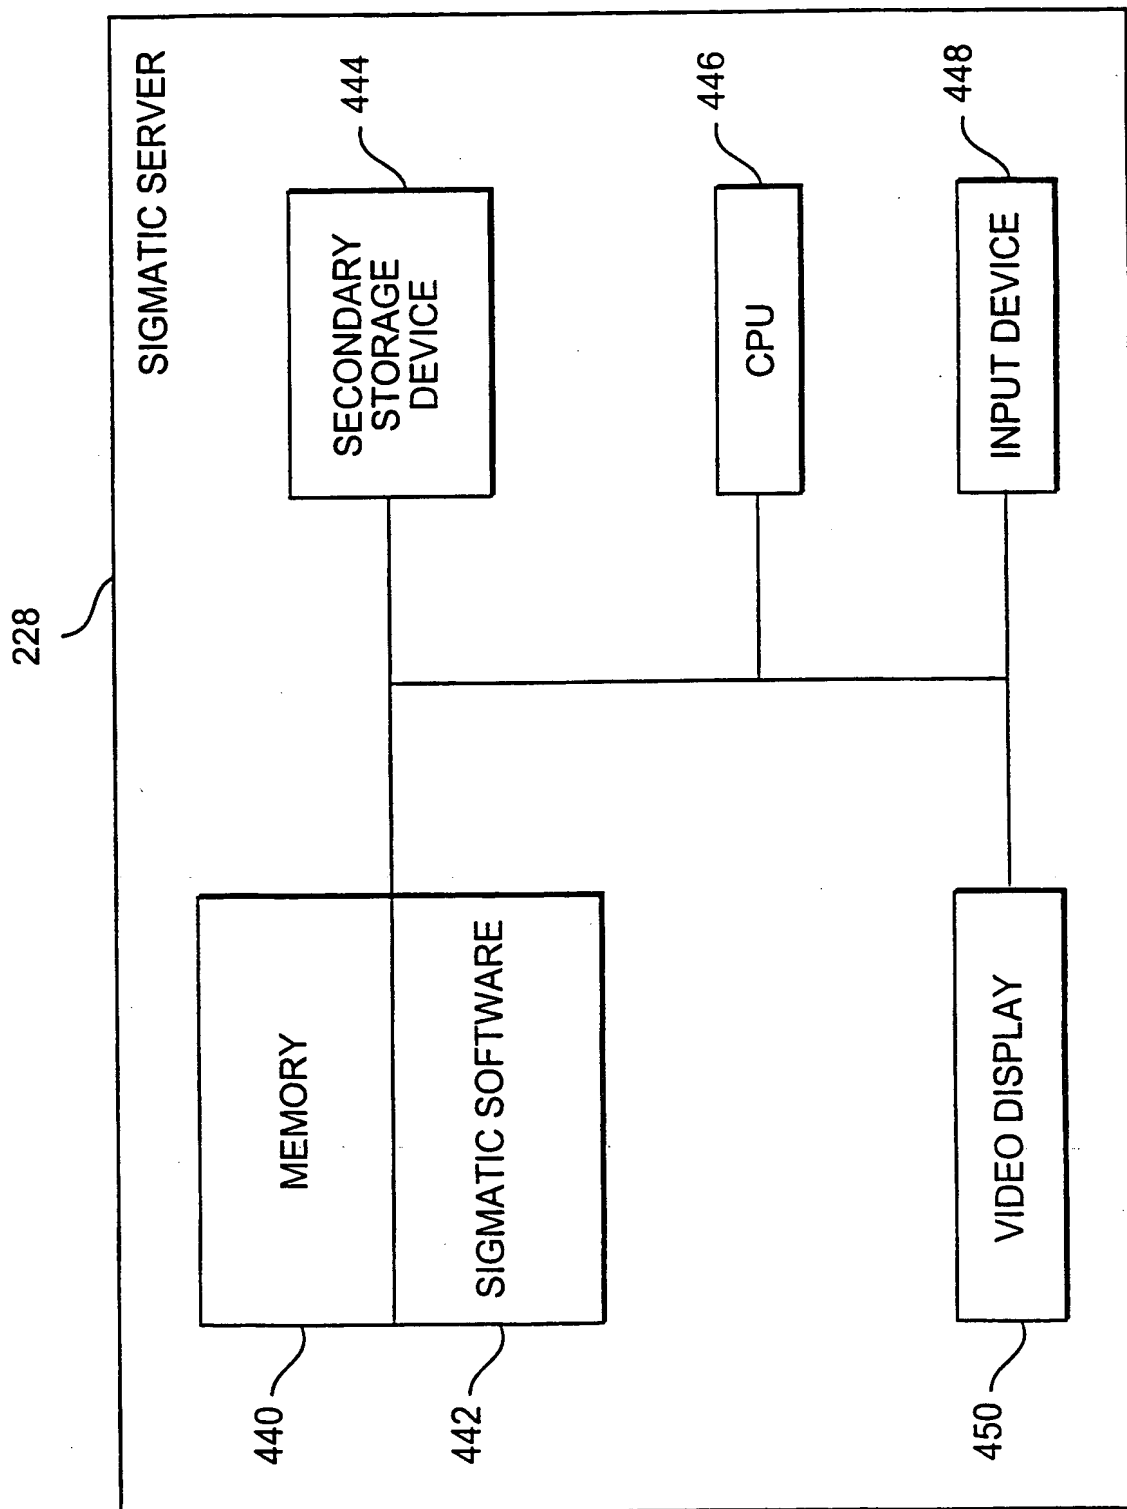 228
SIGMATIC SERVER
440
MEMORY
442
SIGMATIC SOFTWARE
SECONDARY
STORAGE
DEVICE
444
CPU
446
450
VIDEO DISPLAY
INPUT DEVICE
448